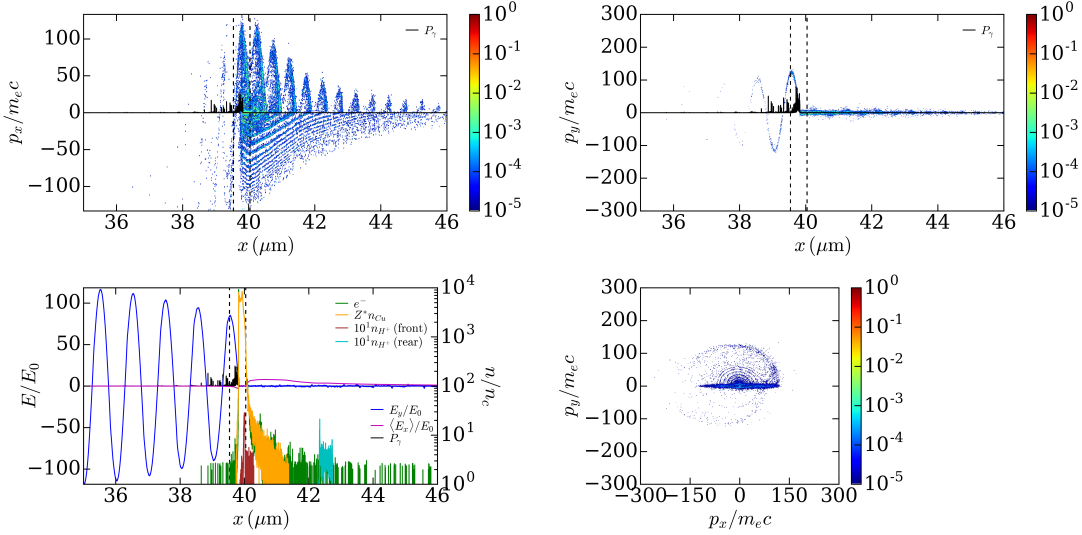 100
50
0
−50
−100
p_x/m_e c
36 38 40 42 44 46
x (μm)
P_γ
10^0
10^-1
10^-2
10^-3
10^-4
10^-5
300
200
100
0
−100
−200
−300
p_y/m_e c
36 38 40 42 44 46
x (μm)
P_γ
10^0
10^-1
10^-2
10^-3
10^-4
10^-5
100
50
0
−50
−100
E/E_0
36 38 40 42 44 46
x (μm)
e^-
Z*n_Cu
10^1 n_H+ (front)
10^1 n_H+ (rear)
E_y/E_0
⟨E_x⟩/E_0
P_γ
10^4
10^3
10^2
10^1
10^0
n/n_c
300
200
100
0
−100
−200
−300
p_y/m_e c
−300 −150 0 150 300
p_x/m_e c
10^0
10^-1
10^-2
10^-3
10^-4
10^-5